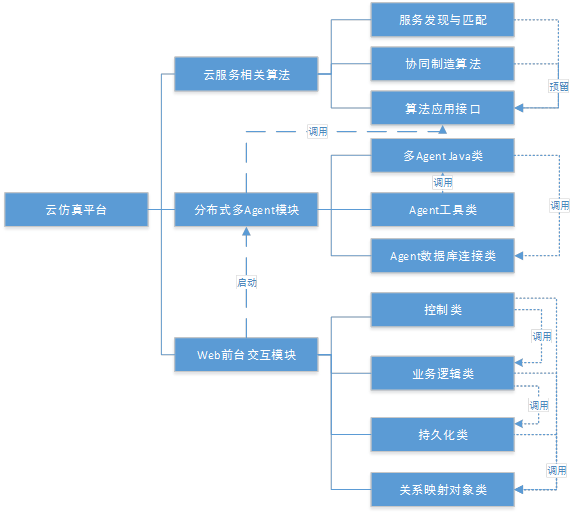 服务发现与匹配
云服务相关算法
协同制造算法
预留
算法应用接口
调用
多Agent Java类
调用
云仿真平台
分布式多Agent模块
Agent工具类
调用
Agent数据库连接类
启动
控制类
调用
Web前台交互模块
业务逻辑类
调用
持久化类
调用
关系映射对象类